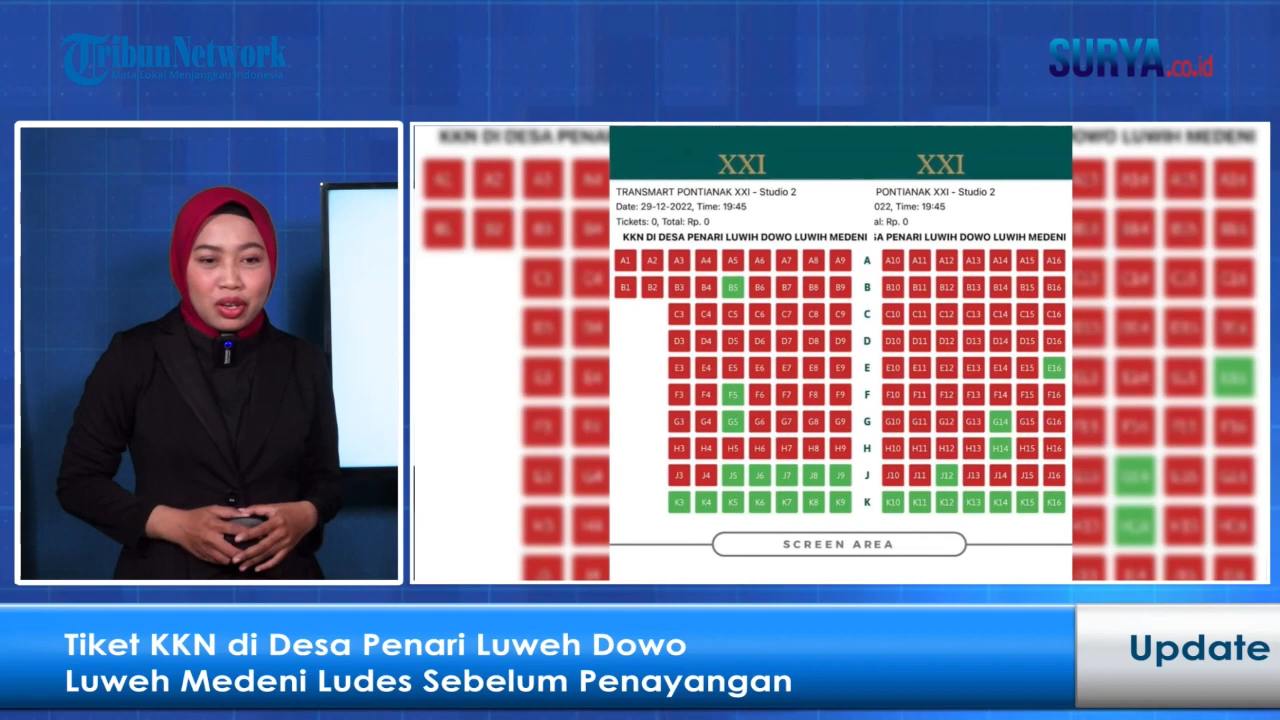 TribunNetwork
Mata Lokal Menjangkau Indonesia
SURYA.co.id
KKN DI DESA PENA
OWO LUWIH MEDENI
XXI
XXI
TRANSMART PONTIANAK XXI - Studio 2
PONTIANAK XXI - Studio 2
Date: 29-12-2022, Time: 19:45
022, Time: 19:45
Tickets: 0, Total: Rp. 0
al: Rp. 0
KKN DI DESA PENARI LUWIH DOWO LUWIH MEDENI
SA PENARI LUWIH DOWO LUWIH MEDENI
A1 A2 A3 A4 A5 A6 A7 A8 A9 A A10 A11 A12 A13 A14 A15 A16
B1 B2 B3 B4 B5 B6 B7 B8 B9 B B10 B11 B12 B13 B14 B15 B16
C3 C4 C5 C6 C7 C8 C9 C C10 C11 C12 C13 C14 C15 C16
D3 D4 D5 D6 D7 D8 D9 D D10 D11 D12 D13 D14 D15 D16
E3 E4 E5 E6 E7 E8 E9 E E10 E11 E12 E13 E14 E15 E16
F3 F4 F5 F6 F7 F8 F9 F F10 F11 F12 F13 F14 F15 F16
G3 G4 G5 G6 G7 G8 G9 G G10 G11 G12 G13 G14 G15 G16
H3 H4 H5 H6 H7 H8 H9 H H10 H11 H12 H13 H14 H15 H16
J3 J4 J5 J6 J7 J8 J9 J J10 J11 J12 J13 J14 J15 J16
K3 K4 K5 K6 K7 K8 K9 K K10 K11 K12 K13 K14 K15 K16
SCREEN AREA
Tiket KKN di Desa Penari Luweh Dowo
Luweh Medeni Ludes Sebelum Penayangan
Update